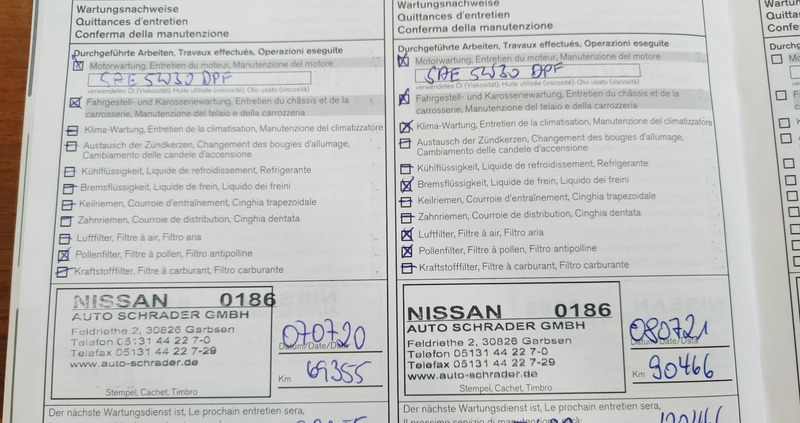 Wartungsnachweise
Quittances d'entretien
Conferma della manutenzione
Durchgeführte Arbeiten, Travaux effectués, Operazioni eseguite
Motorwartung, Entretien du moteur, Manutenzione del motore
SAE 5W30 DPF
verwendetes Öl (Viskosität), Huile utilisée (viscosité), Olio usato (viscosità)
Fahrgestell- und Karosseriewartung, Entretien du châssis et de la
carrosserie, Manutenzione del telaio e della carrozzeria
Klima-Wartung, Entretien de la climatisation, Manutenzione del climatizzatore
Austausch der Zündkerzen, Changement des bougies d'allumage,
Cambiamento delle candele d'accensione
Kühlflüssigkeit, Liquide de refroidissement, Refrigerante
Bremsflüssigkeit, Liquide de frein, Liquido dei freini
Keilriemen, Courroie d'entraînement, Cinghia trapezoidale
Zahnriemen, Courroie de distribution, Cinghia dentata
Luftfilter, Filtre à air, Filtro aria
Pollenfilter, Filtre à pollen, Filtro antipolline
Kraftstofffilter, Filtre à carburant, Filtro carburante
NISSAN 0186
AUTO SCHRADER GMBH
Feldriethe 2, 30826 Garbsen
Telefon 05131 44 22 7-0
Telefax 05131 44 22 7-29
www.auto-schrader.de
Stempel, Cachet, Timbro
070720
Datum/Date/Data
Km 69355
Der nächste Wartungsdienst ist, Le prochain entretien sera,
Wartungsnachweise
Quittances d'entretien
Conferma della manutenzione
Durchgeführte Arbeiten, Travaux effectués, Operazioni eseguite
Motorwartung, Entretien du moteur, Manutenzione del motore
SAE 5W30 DPF
verwendetes Öl (Viskosität), Huile utilisée (viscosité), Olio usato (viscosità)
Fahrgestell- und Karosseriewartung, Entretien du châssis et de la
carrosserie, Manutenzione del telaio e della carrozzeria
Klima-Wartung, Entretien de la climatisation, Manutenzione del climatizzatore
Austausch der Zündkerzen, Changement des bougies d'allumage,
Cambiamento delle candele d'accensione
Kühlflüssigkeit, Liquide de refroidissement, Refrigerante
Bremsflüssigkeit, Liquide de frein, Liquido dei freini
Keilriemen, Courroie d'entraînement, Cinghia trapezoidale
Zahnriemen, Courroie de distribution, Cinghia dentata
Luftfilter, Filtre à air, Filtro aria
Pollenfilter, Filtre à pollen, Filtro antipolline
Kraftstofffilter, Filtre à carburant, Filtro carburante
NISSAN 0186
AUTO SCHRADER GMBH
Feldriethe 2, 30826 Garbsen
Telefon 05131 44 22 7-0
Telefax 05131 44 22 7-29
www.auto-schrader.de
Stempel, Cachet, Timbro
080721
Datum/Date/Data
Km 90466
Der nächste Wartungsdienst ist, Le prochain entretien sera,